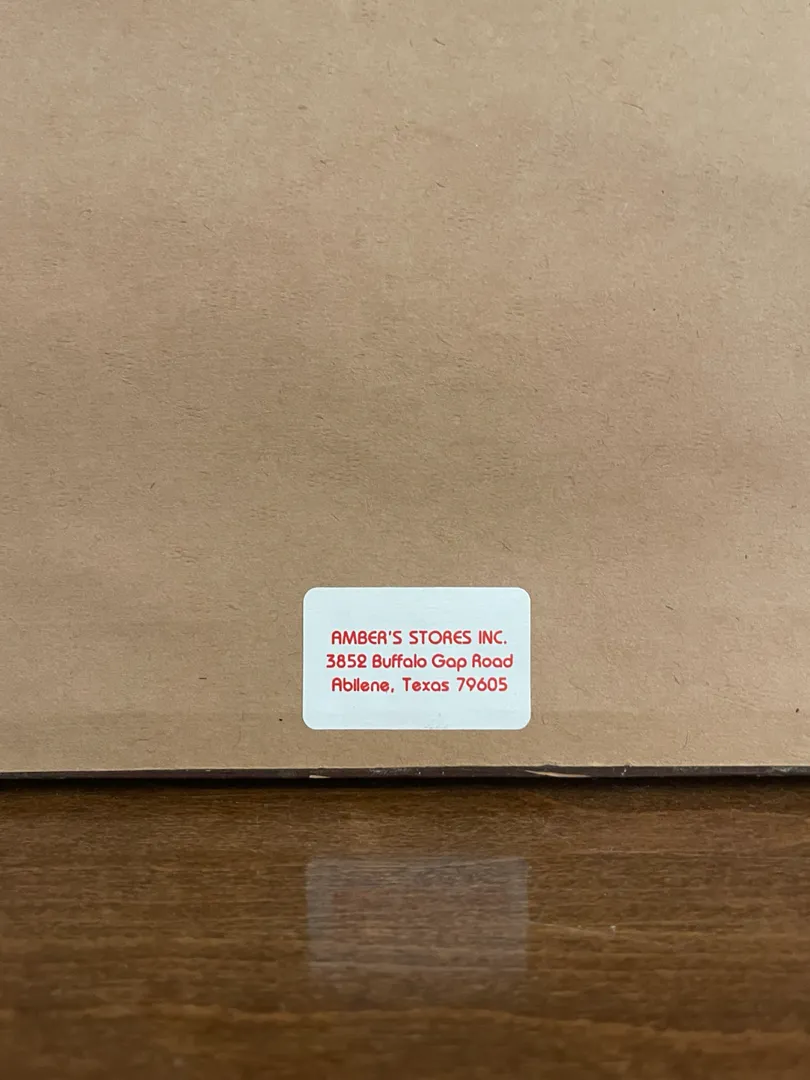 AMBER'S STORES INC.
3852 Buffalo Gap Road
Abilene, Texas 79605